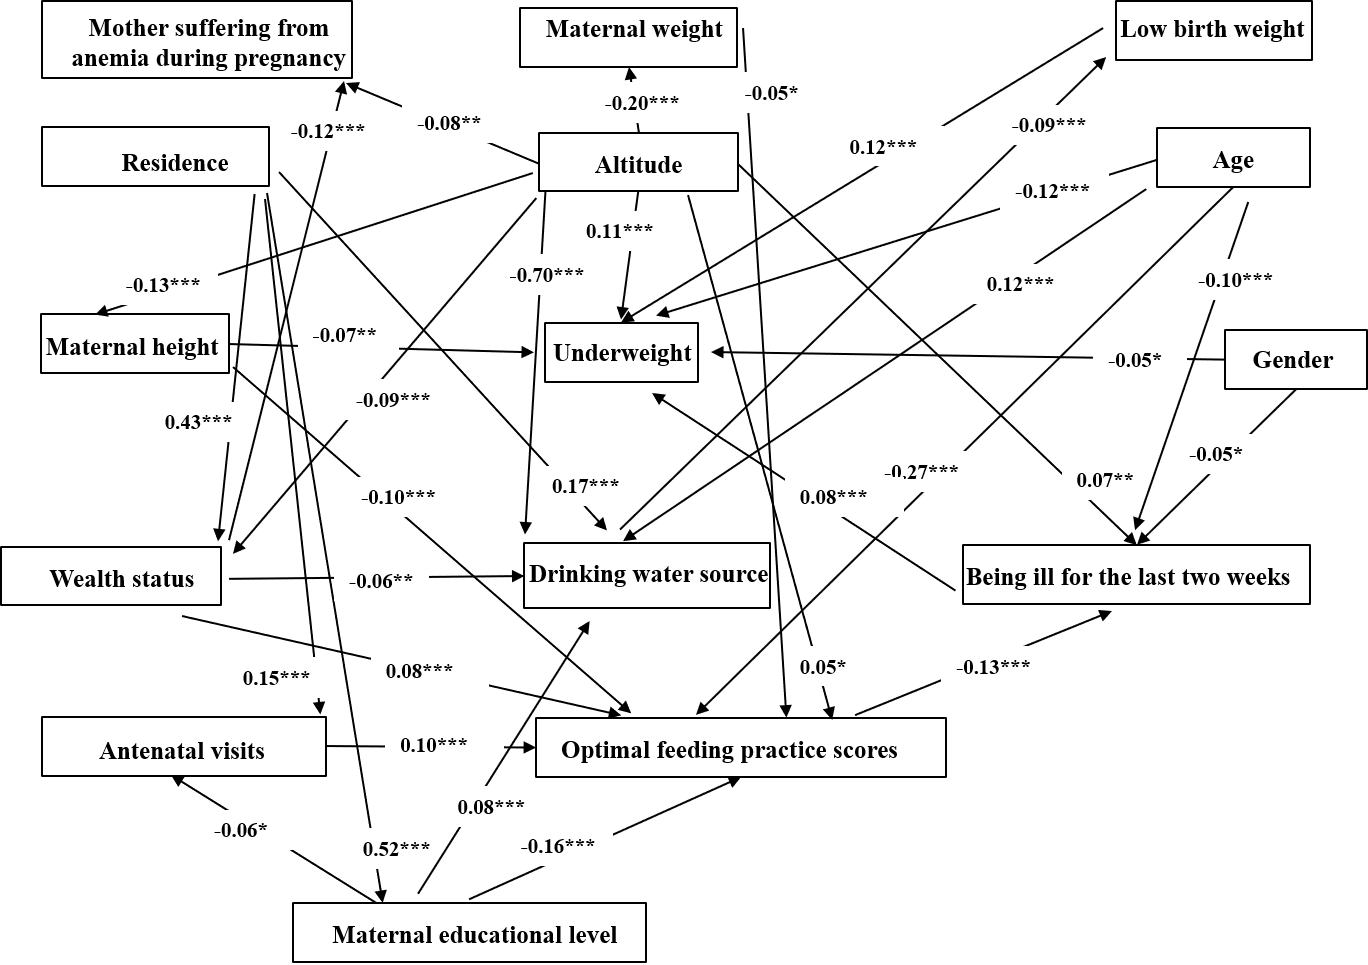 Mother suffering from
anemia during pregnancy
Maternal weight
Low birth weight
-0.05*
-0.20***
-0.08**
-0.12***
-0.09***
0.12***
Residence
Altitude
Age
-0.12***
0.11***
-0.70***
-0.13***
0.12***
-0.10***
-0.07**
Maternal height
Underweight
-0.05*
Gender
-0.09***
0.43***
-0.05*
-0.27***
0.07**
0.17***
-0.10***
0.08***
Wealth status
-0.06**
Drinking water source
Being ill for the last two weeks
0.08***
0.05*
-0.13***
0.15***
Antenatal visits
0.10***
Optimal feeding practice scores
0.08***
-0.06*
-0.16***
0.52***
Maternal educational level